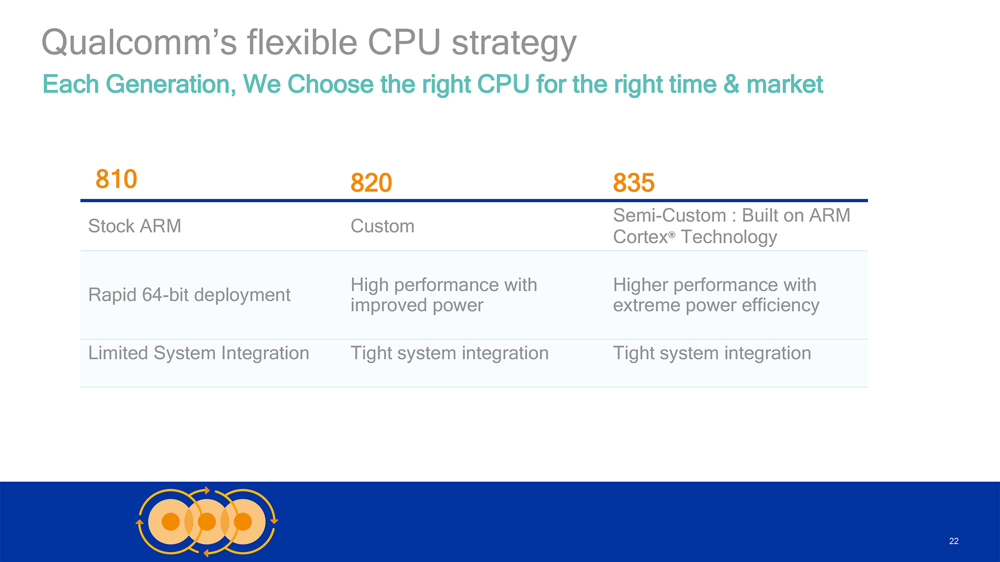 Qualcomm’s flexible CPU strategy
Each Generation, We Choose the right CPU for the right time & market
810
820
835
Stock ARM
Custom
Semi-Custom : Built on ARM
Cortex® Technology
Rapid 64-bit deployment
High performance with
improved power
Higher performance with
extreme power efficiency
Limited System Integration
Tight system integration
Tight system integration
22